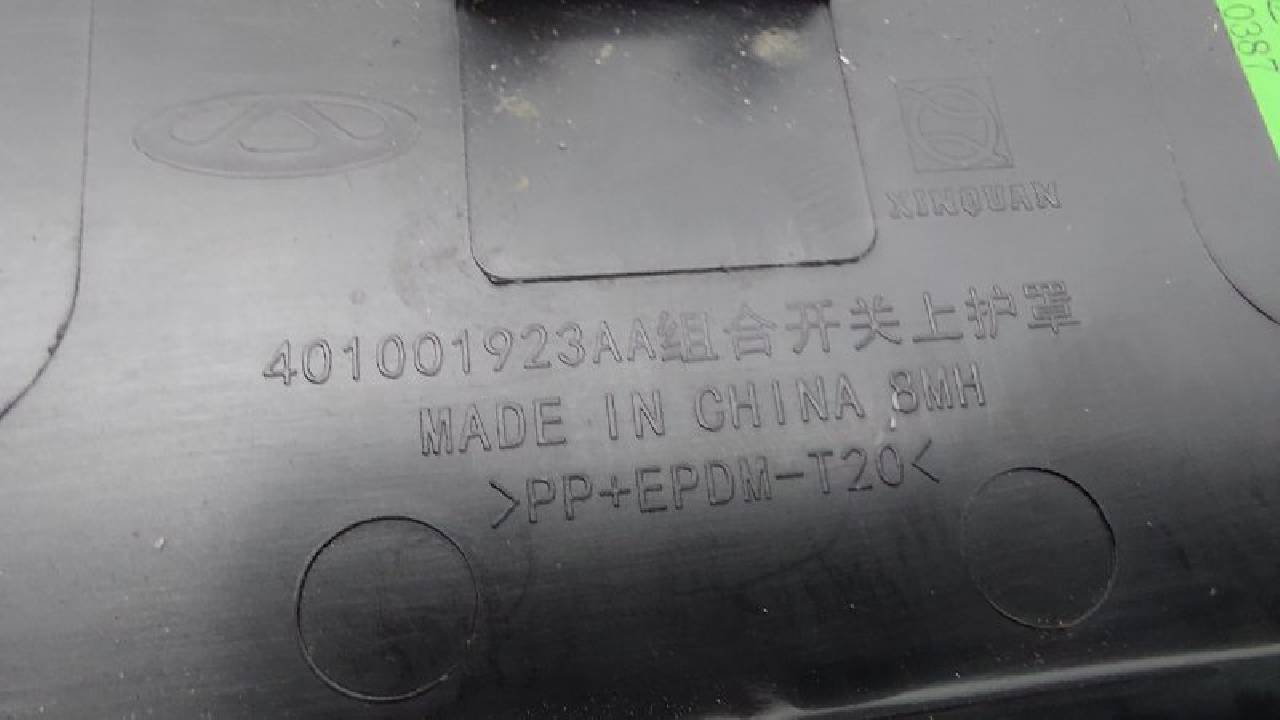 0387
XINQUAN
401001923AA组合开关上护罩
MADE IN CHINA 8MH
>PP+EPDM-T20<